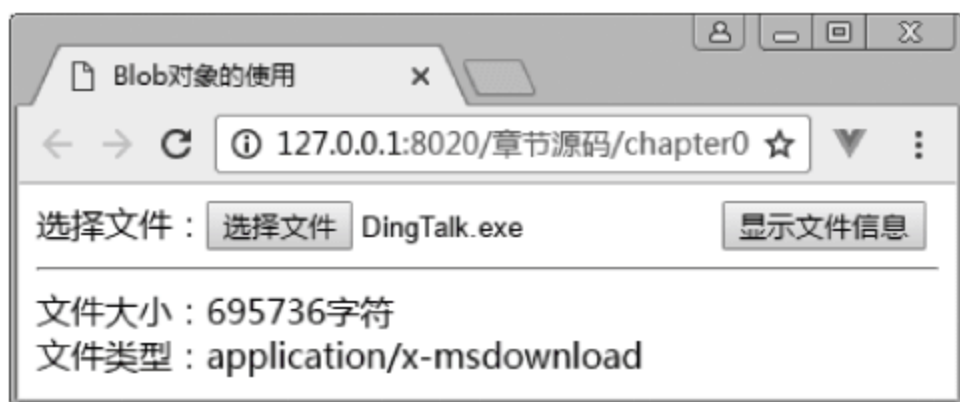 Blob对象的使用
127.0.0.1:8020/章节源码/chapter0
选择文件：选择文件 DingTalk.exe 显示文件信息
文件大小：695736字符
文件类型：application/x-msdownload